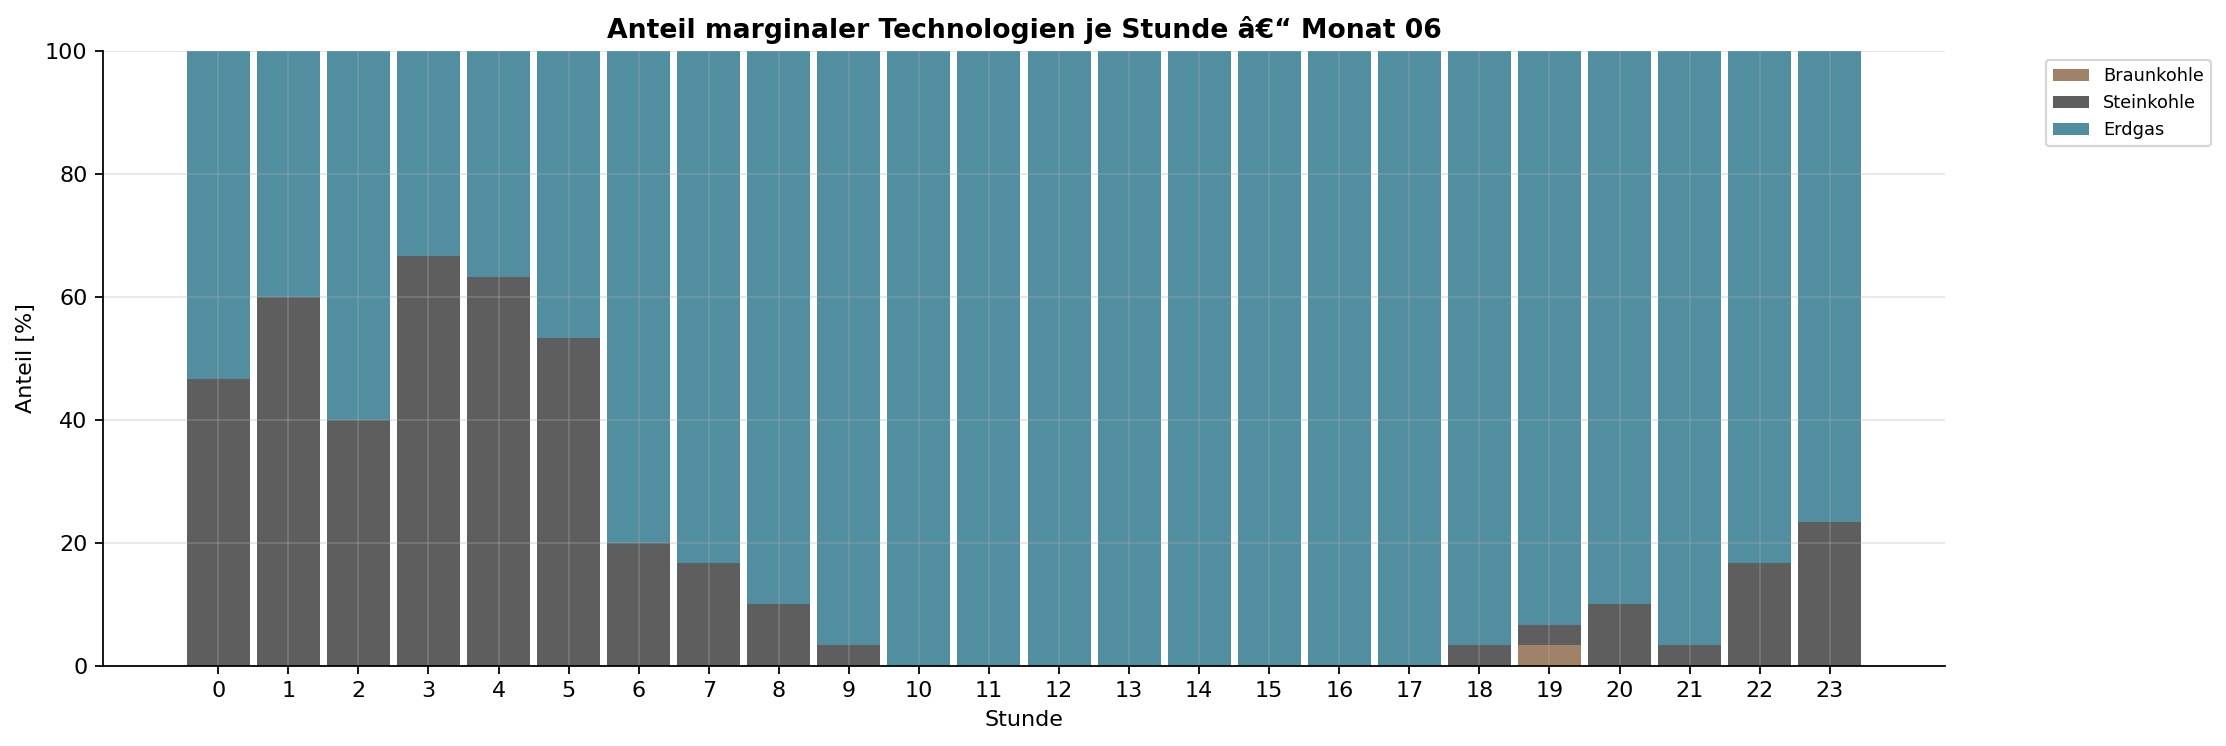 Anteil marginaler Technologien je Stunde â€“ Monat 06
Braunkohle
Steinkohle
Erdgas
Anteil [%]
100
80
60
40
20
0
0 1 2 3 4 5 6 7 8 9 10 11 12 13 14 15 16 17 18 19 20 21 22 23
Stunde